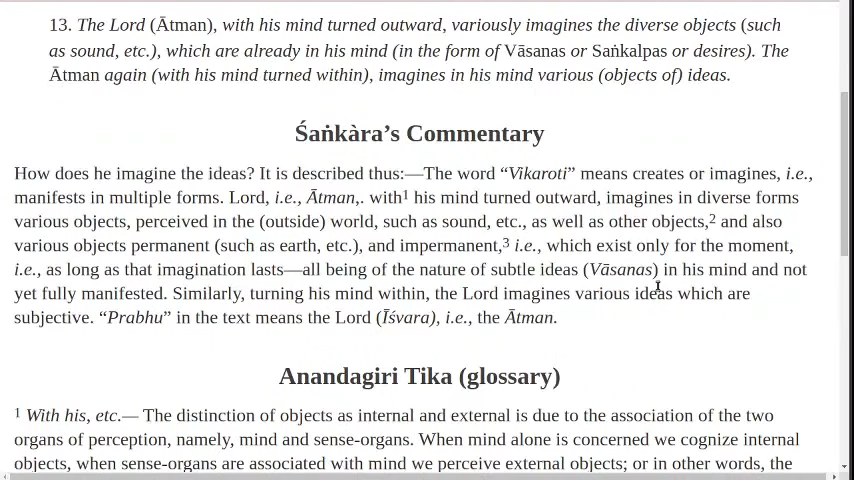 13. The Lord (Ātman), with his mind turned outward, variously imagines the diverse objects (such
as sound, etc.), which are already in his mind (in the form of Vāsanas or Saṅkalpas or desires). The
Ātman again (with his mind turned within), imagines in his mind various (objects of) ideas.
Śaṅkàra’s Commentary
How does he imagine the ideas? It is described thus:—The word “Vikaroti” means creates or imagines, i.e.,
manifests in multiple forms. Lord, i.e., Ātman,. with1 his mind turned outward, imagines in diverse forms
various objects, perceived in the (outside) world, such as sound, etc., as well as other objects,2 and also
various objects permanent (such as earth, etc.), and impermanent,3 i.e., which exist only for the moment,
i.e., as long as that imagination lasts—all being of the nature of subtle ideas (Vāsanas) in his mind and not
yet fully manifested. Similarly, turning his mind within, the Lord imagines various ideas which are
subjective. “Prabhu” in the text means the Lord (Īśvara), i.e., the Ātman.
Anandagiri Tika (glossary)
1 With his, etc.— The distinction of objects as internal and external is due to the association of the two
organs of perception, namely, mind and sense-organs. When mind alone is concerned we cognize internal
objects, when sense-organs are associated with mind we perceive external objects; or in other words, the